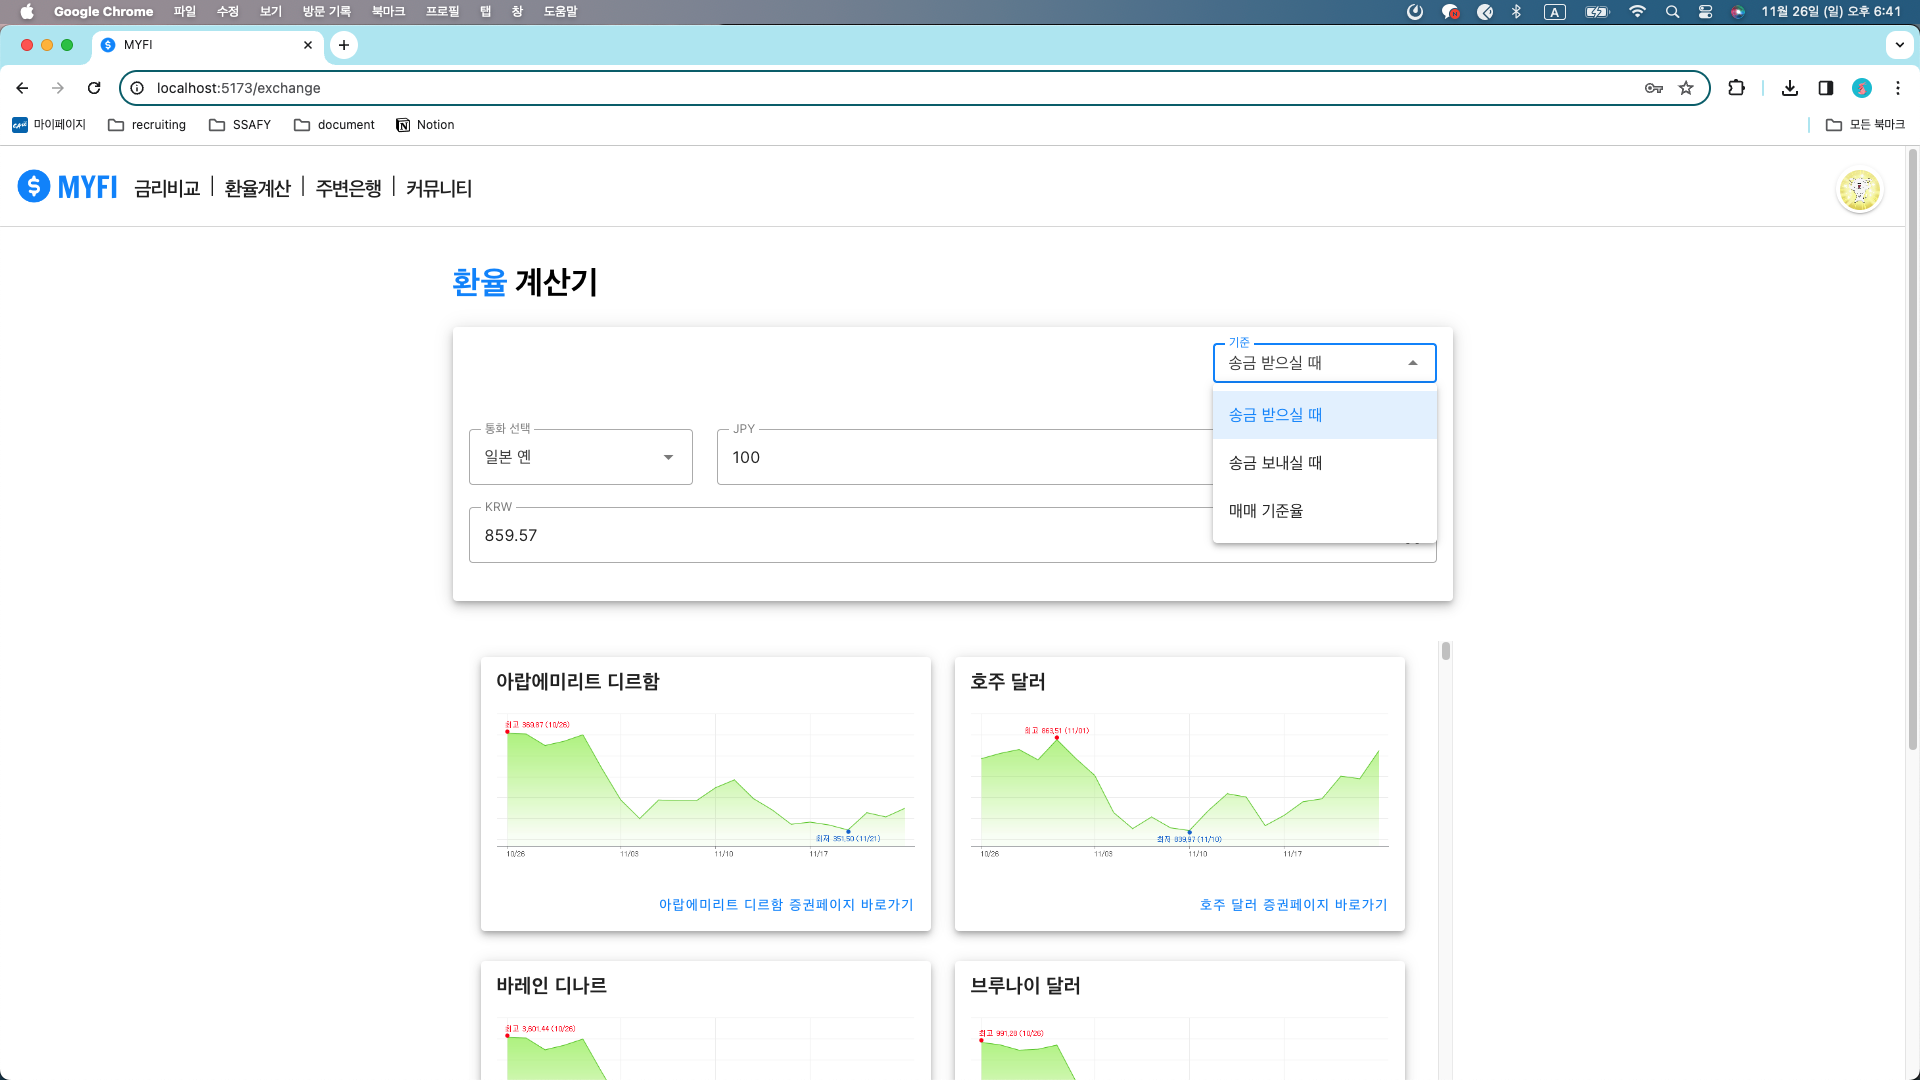 Google Chrome 파일 수정 보기 방문 기록 북마크 프로필 탭 창 도움말 A 11월 26일 (일) 오후 6:41
MYFI
localhost:5173/exchange
마이페이지 recruiting SSAFY document Notion 모든 북마크
MYFI 금리비교 환율계산 주변은행 커뮤니티
환율 계산기
기준
송금 받으실 때
송금 받으실 때
송금 보내실 때
매매 기준율
통화 선택
일본 옌
JPY
100
KRW
859.57
아랍에미리트 디르함
최고 369.87 (10/26)
최저 351.50 (11/21)
10/26 11/03 11/10 11/17
아랍에미리트 디르함 증권페이지 바로가기
호주 달러
최고 863.51 (11/01)
최저 839.97 (11/10)
10/26 11/03 11/10 11/17
호주 달러 증권페이지 바로가기
바레인 디나르
최고 3,601.44 (10/26)
브루나이 달러
최고 991.28 (10/26)